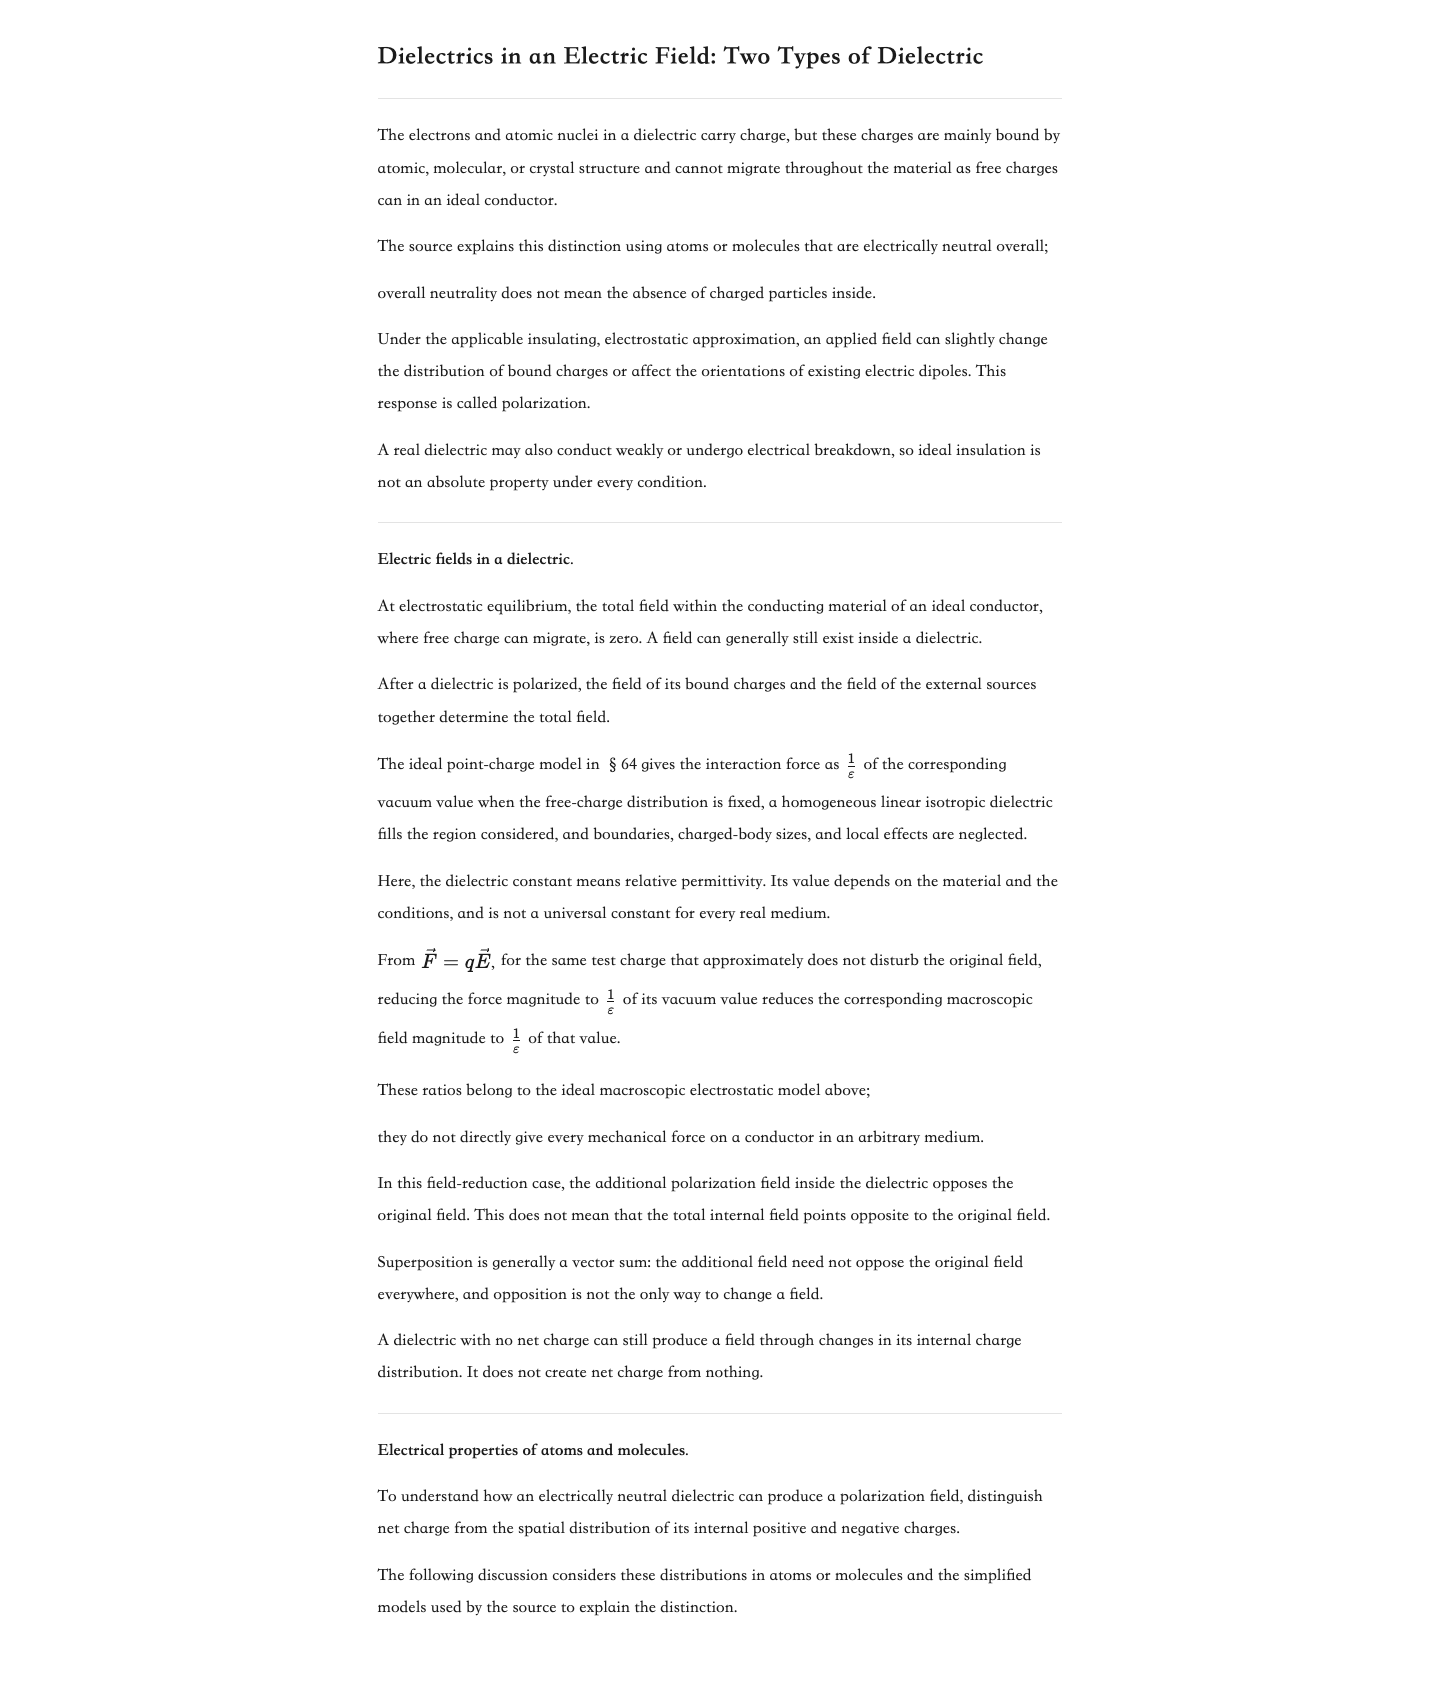 Dielectrics in an Electric Field: Two Types of Dielectric
The electrons and atomic nuclei in a dielectric carry charge, but these charges are mainly bound by
atomic, molecular, or crystal structure and cannot migrate throughout the material as free charges
can in an ideal conductor.
The source explains this distinction using atoms or molecules that are electrically neutral overall;
overall neutrality does not mean the absence of charged particles inside.
Under the applicable insulating, electrostatic approximation, an applied field can slightly change
the distribution of bound charges or affect the orientations of existing electric dipoles. This
response is called polarization.
A real dielectric may also conduct weakly or undergo electrical breakdown, so ideal insulation is
not an absolute property under every condition.
Electric fields in a dielectric.
At electrostatic equilibrium, the total field within the conducting material of an ideal conductor,
where free charge can migrate, is zero. A field can generally still exist inside a dielectric.
After a dielectric is polarized, the field of its bound charges and the field of the external sources
together determine the total field.
The ideal point-charge model in § 64 gives the interaction force as $\frac{1}{\varepsilon}$ of the corresponding
vacuum value when the free-charge distribution is fixed, a homogeneous linear isotropic dielectric
fills the region considered, and boundaries, charged-body sizes, and local effects are neglected.
Here, the dielectric constant means relative permittivity. Its value depends on the material and the
conditions, and is not a universal constant for every real medium.
From $\vec{F} = q\vec{E}$, for the same test charge that approximately does not disturb the original field,
reducing the force magnitude to $\frac{1}{\varepsilon}$ of its vacuum value reduces the corresponding macroscopic
field magnitude to $\frac{1}{\varepsilon}$ of that value.
These ratios belong to the ideal macroscopic electrostatic model above;
they do not directly give every mechanical force on a conductor in an arbitrary medium.
In this field-reduction case, the additional polarization field inside the dielectric opposes the
original field. This does not mean that the total internal field points opposite to the original field.
Superposition is generally a vector sum: the additional field need not oppose the original field
everywhere, and opposition is not the only way to change a field.
A dielectric with no net charge can still produce a field through changes in its internal charge
distribution. It does not create net charge from nothing.
Electrical properties of atoms and molecules.
To understand how an electrically neutral dielectric can produce a polarization field, distinguish
net charge from the spatial distribution of its internal positive and negative charges.
The following discussion considers these distributions in atoms or molecules and the simplified
models used by the source to explain the distinction.